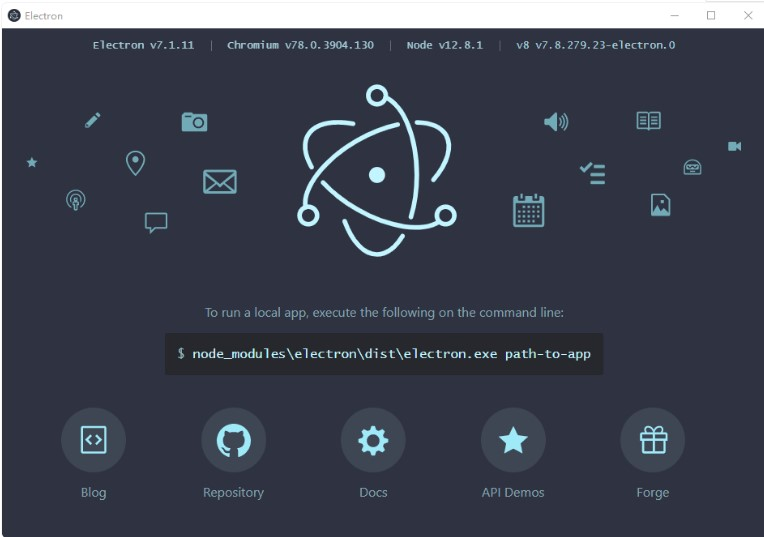 Electron
Electron v7.1.11 | Chromium v78.0.3904.130 | Node v12.8.1 | v8 v7.8.279.23-electron.0
To run a local app, execute the following on the command line:
$ node_modules\electron\dist\electron.exe path-to-app
Blog Repository Docs API Demos Forge